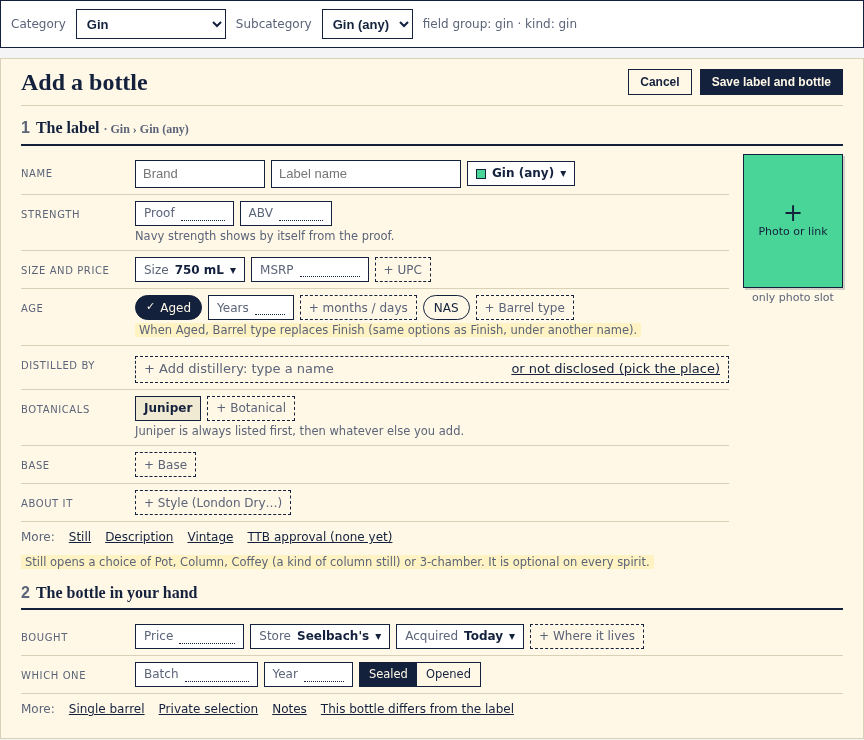 Category Gin Subcategory Gin (any) field group: gin · kind: gin
Add a bottle Cancel Save label and bottle
1 The label · Gin › Gin (any)
NAME Brand Label name Gin (any) ▾
+
Photo or link
only photo slot
STRENGTH Proof ABV
Navy strength shows by itself from the proof.
SIZE AND PRICE Size 750 mL ▾ MSRP + UPC
AGE ✓ Aged Years + months / days NAS + Barrel type
When Aged, Barrel type replaces Finish (same options as Finish, under another name).
DISTILLED BY + Add distillery: type a name or not disclosed (pick the place)
BOTANICALS Juniper + Botanical
Juniper is always listed first, then whatever else you add.
BASE + Base
ABOUT IT + Style (London Dry…)
More: Still Description Vintage TTB approval (none yet)
Still opens a choice of Pot, Column, Coffey (a kind of column still) or 3-chamber. It is optional on every spirit.
2 The bottle in your hand
BOUGHT Price Store Seelbach's ▾ Acquired Today ▾ + Where it lives
WHICH ONE Batch Year Sealed Opened
More: Single barrel Private selection Notes This bottle differs from the label